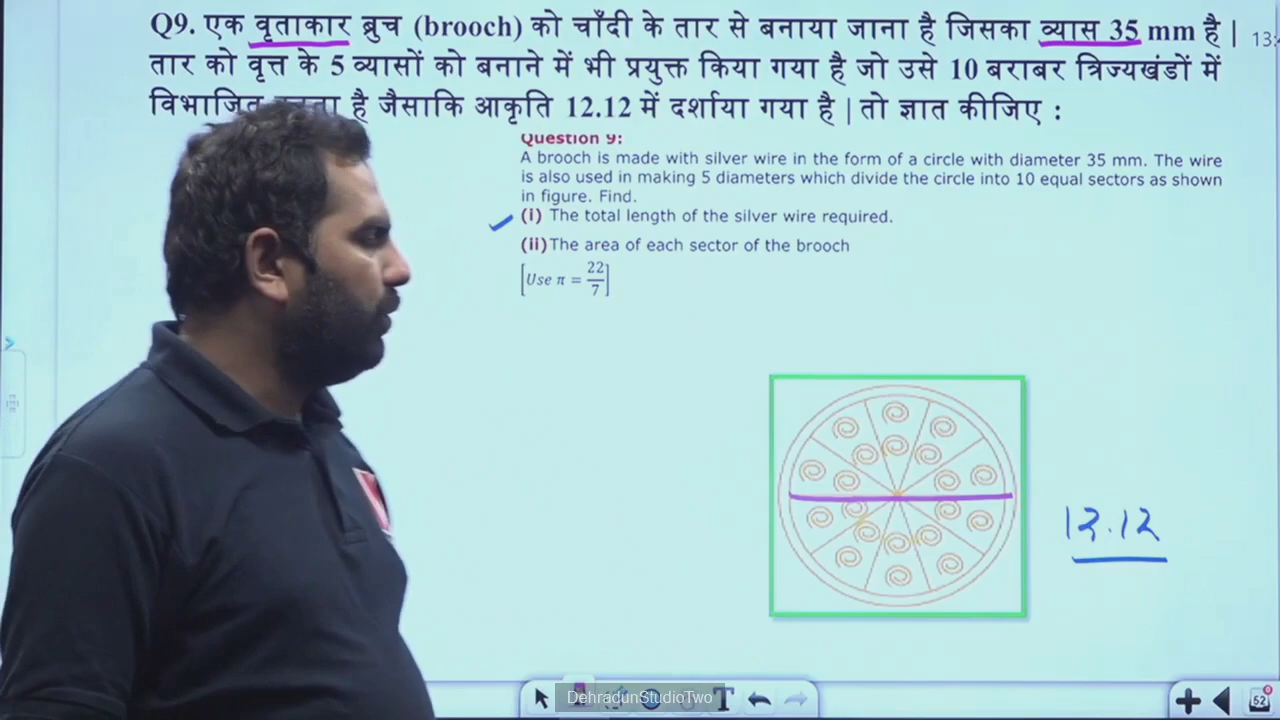 Q9. एक वृताकार ब्रुच (brooch) को चाँदी के तार से बनाया जाना है जिसका व्यास 35 mm है |
तार को वृत्त के 5 व्यासों को बनाने में भी प्रयुक्त किया गया है जो उसे 10 बराबर त्रिज्यखंडों में
विभाजित है जैसाकि आकृति 12.12 में दर्शाया गया है | तो ज्ञात कीजिए :
Question 9:
A brooch is made with silver wire in the form of a circle with diameter 35 mm. The wire
is also used in making 5 diameters which divide the circle into 10 equal sectors as shown
in figure. Find.
(i) The total length of the silver wire required.
(ii) The area of each sector of the brooch
[Use π = 22/7]
12.12
T
52
DehradunStudioTwo